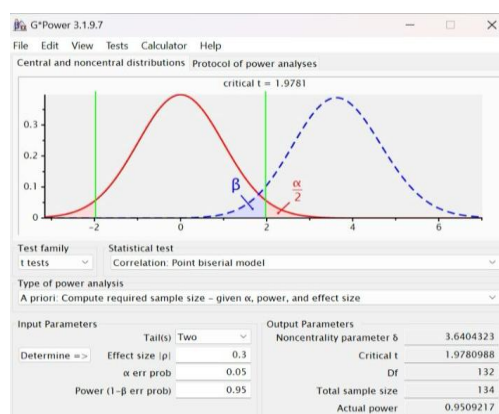 G*Power 3.1.9.7
File Edit View Tests Calculator Help
Central and noncentral distributions Protocol of power analyses
critical t = 1.9781
0.3
0.2
0.1
0
β
α
2
-2 0 2 4 6
Test family Statistical test
t tests Correlation: Point biserial model
Type of power analysis
A priori: Compute required sample size – given α, power, and effect size
Input Parameters Output Parameters
Tail(s) Two Noncentrality parameter δ 3.6404323
Determine => Effect size |ρ| 0.3 Critical t 1.9780988
α err prob 0.05 Df 132
Power (1-β err prob) 0.95 Total sample size 134
Actual power 0.9509217